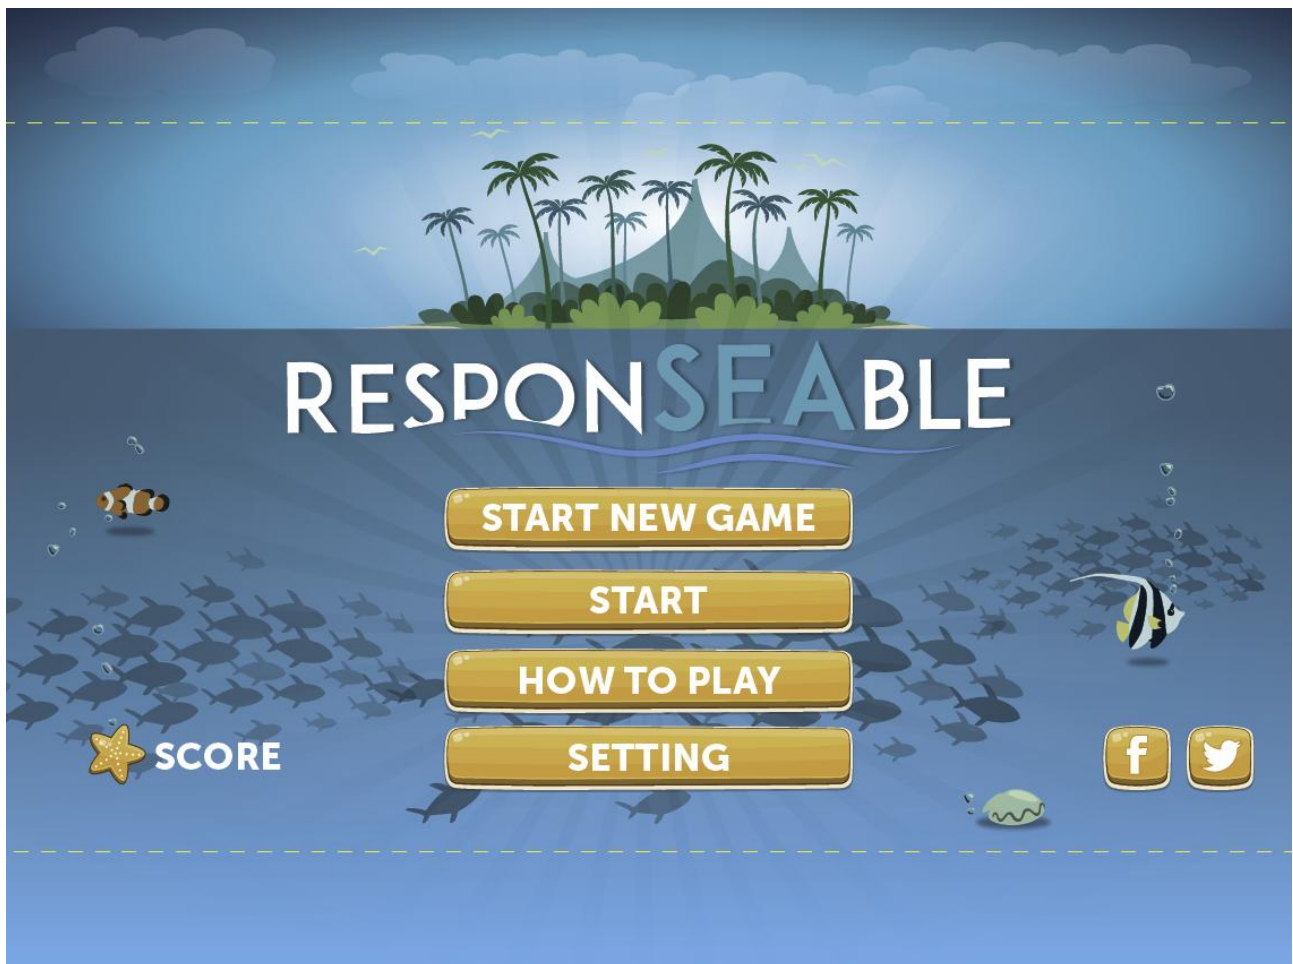 RESPONSEABLE
START NEW GAME
START
HOW TO PLAY
SETTING
SCORE
f